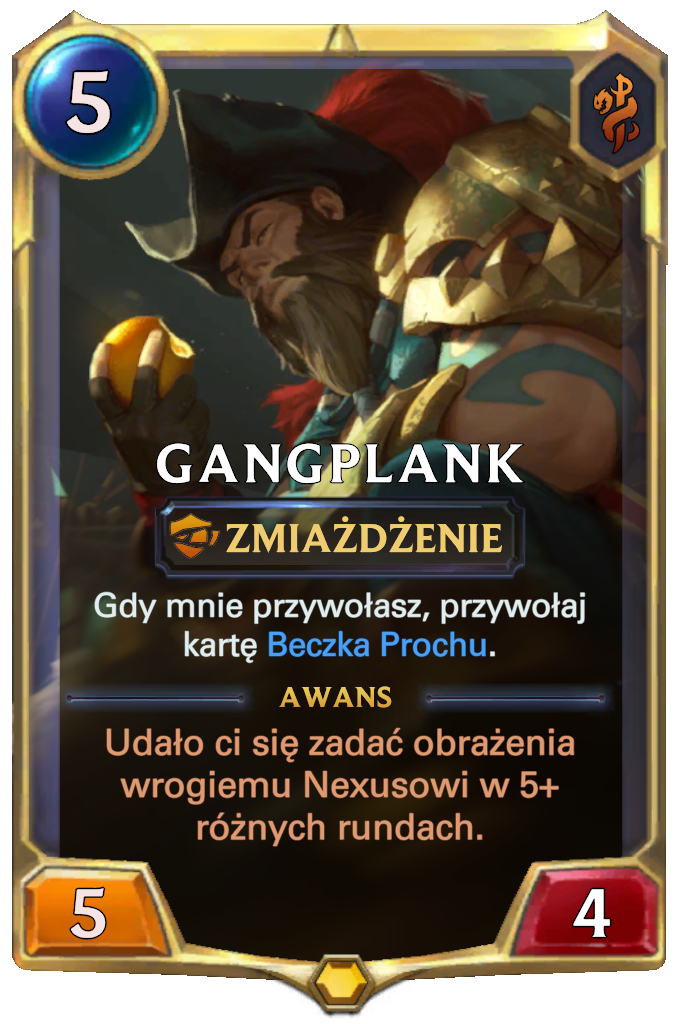 5
GANGPLANK
ZMIAŻDŻENIE
Gdy mnie przywołasz, przywołaj
kartę Beczka Prochu.
AWANS
Udało ci się zadać obrażenia
wrogiemu Nexusowi w 5+
różnych rundach.
5
4